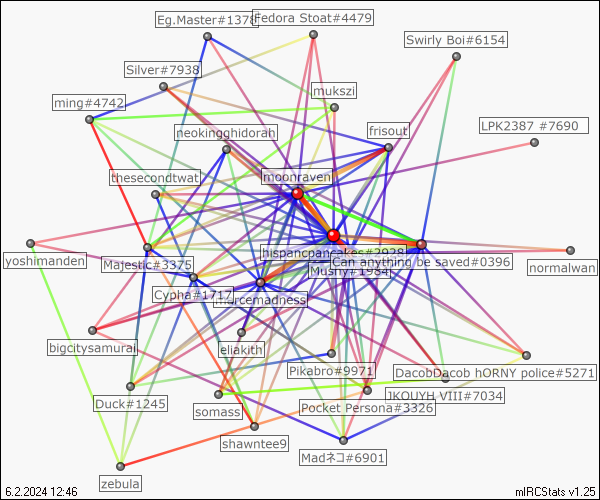 Eg.Master#1378
Fedora Stoat#4479
Swirly Boi#6154
Silver#7938
mukszi
ming#4742
neokingghidorah
frisout
LPK2387 #7690
thesecondtwat
moonraven
hispancpancakes#2928
yoshimanden
Majestic#3375
Can anything be saved#0396
Mushy#1984
normalwan
Cypha#1717
bigcitysamurai
eliakith
Pikabro#9971
DacobDacob hORNY police#5271
Duck#1245
somass
Pocket Persona#3326
JKOUYH VIII#7034
shawntee9
Madネコ#6901
zebula
6.2.2024 12:46
mIRCStats v1.25